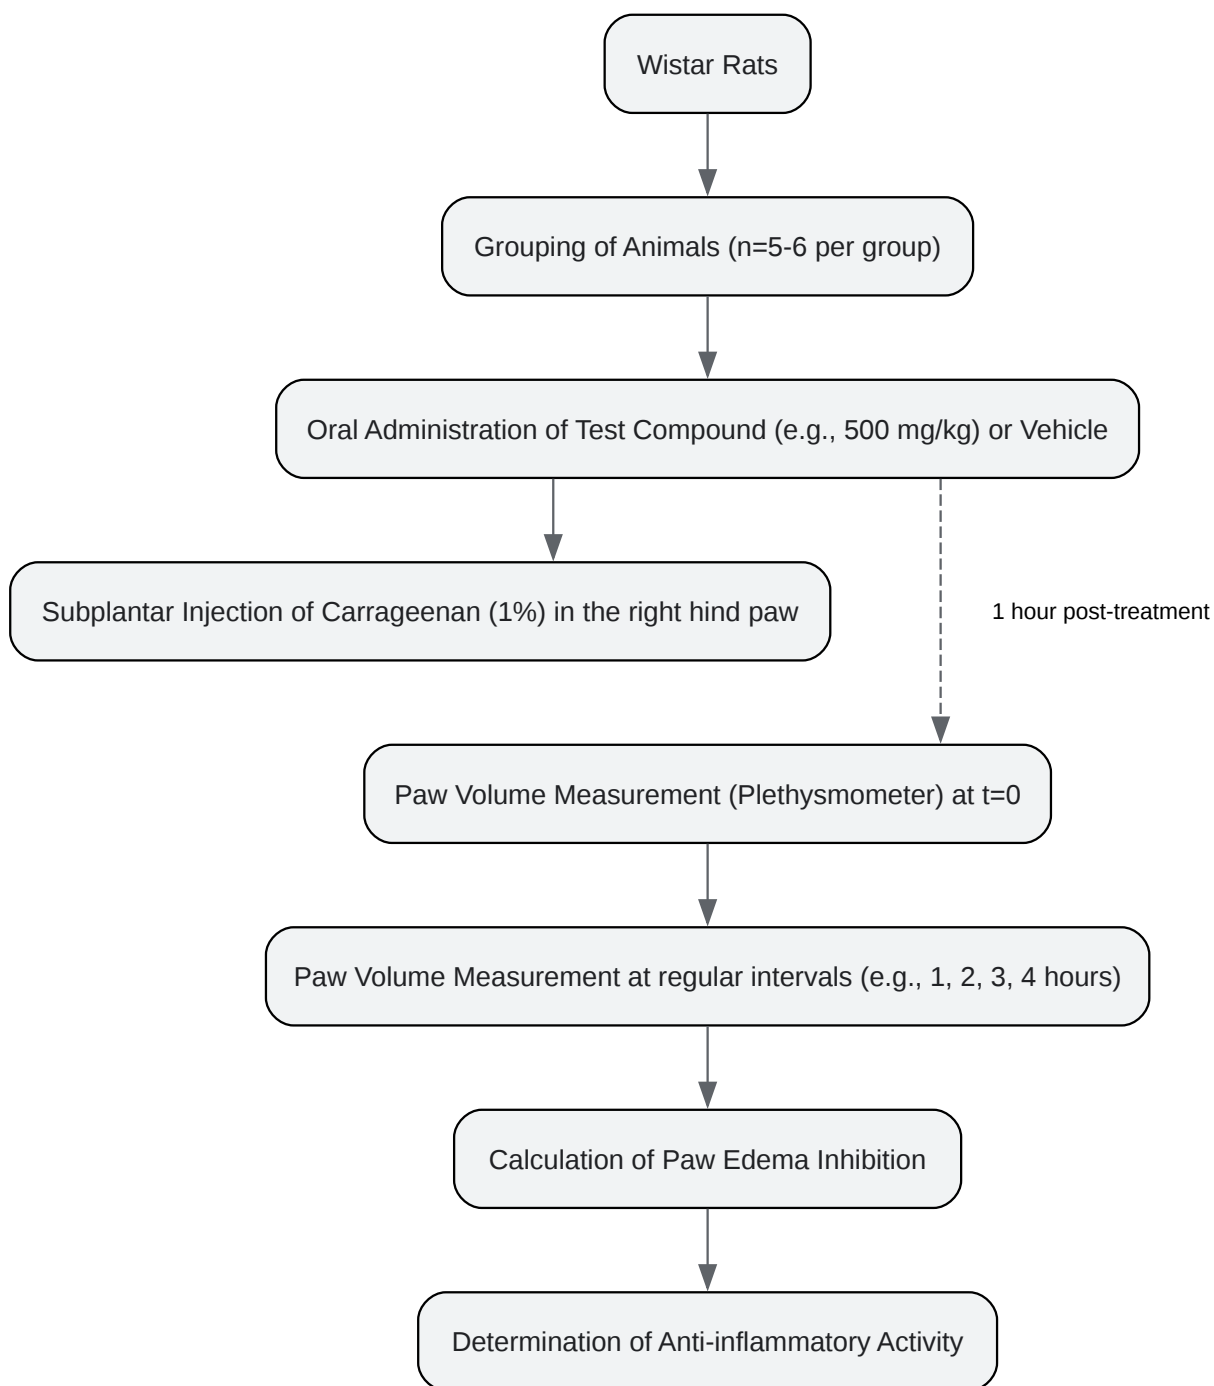 Wistar Rats
Grouping of Animals (n=5-6 per group)
Oral Administration of Test Compound (e.g., 500 mg/kg) or Vehicle
Subplantar Injection of Carrageenan (1%) in the right hind paw
1 hour post-treatment
Paw Volume Measurement (Plethysmometer) at t=0
Paw Volume Measurement at regular intervals (e.g., 1, 2, 3, 4 hours)
Calculation of Paw Edema Inhibition
Determination of Anti-inflammatory Activity